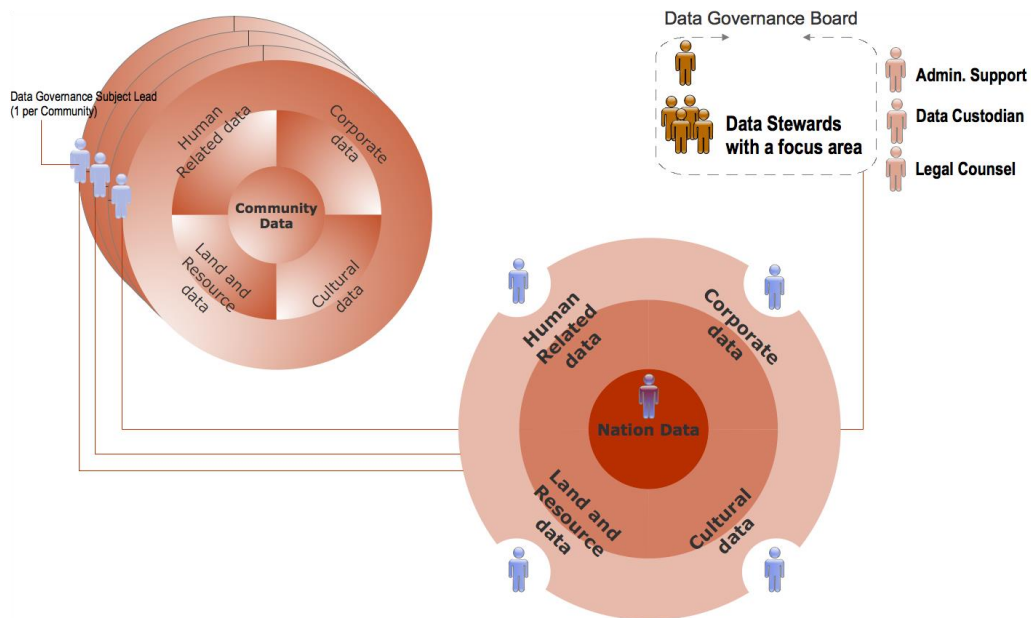 Data Governance Board
Admin. Support
Data Custodian
Legal Counsel
Data Stewards
with a focus area
Data Governance Subject Lead
(1 per Community)
Human
Related data
Corporate
data
Community
Data
Land and
Resource
data
Cultural
data
Human
Related
data
Corporate
data
Nation Data
Land and
Resource
data
Cultural
data